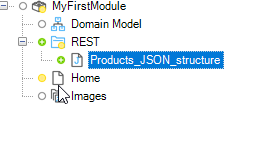 MyFirstModule
Domain Model
REST
Products_JSON_structure
Home
Images